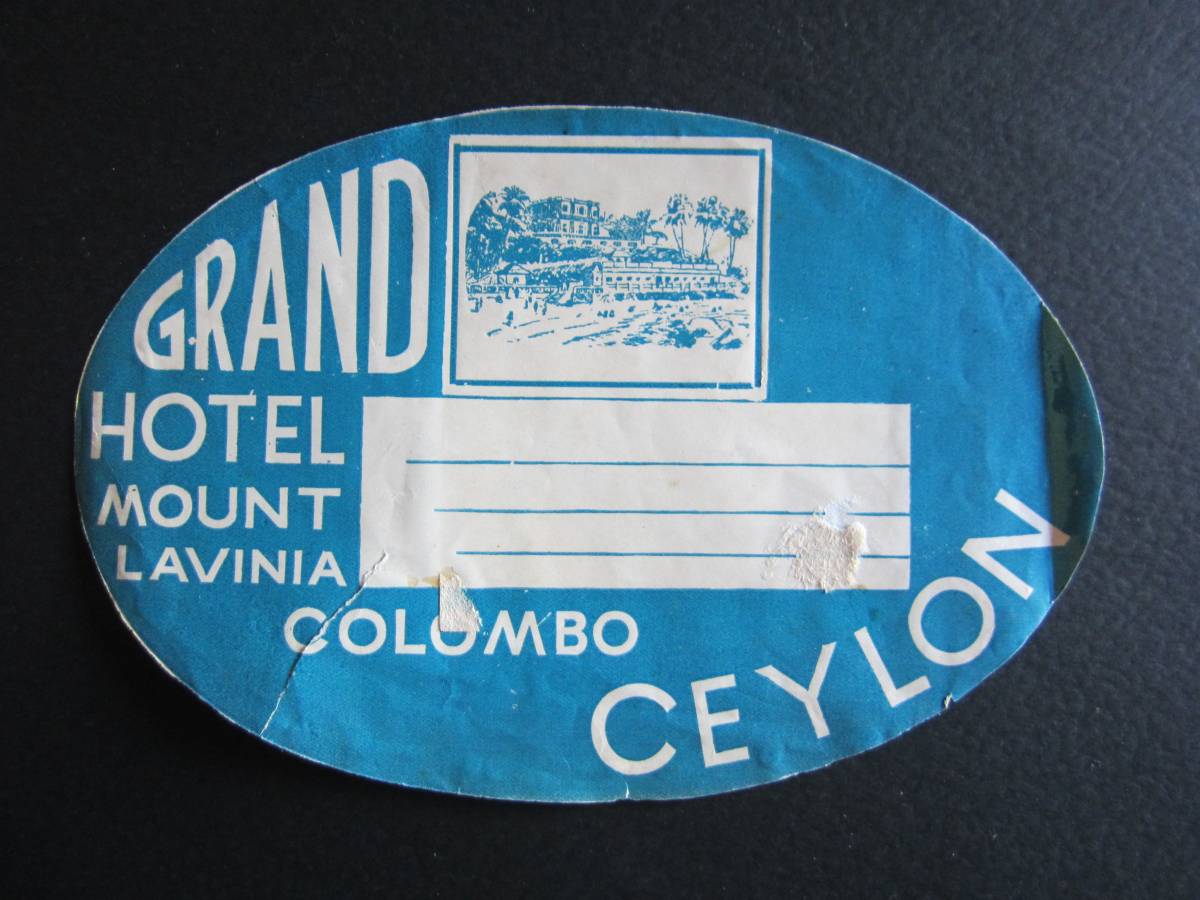 GRAND
HOTEL
MOUNT
LAVINIA
COLOMBO
CEYLON